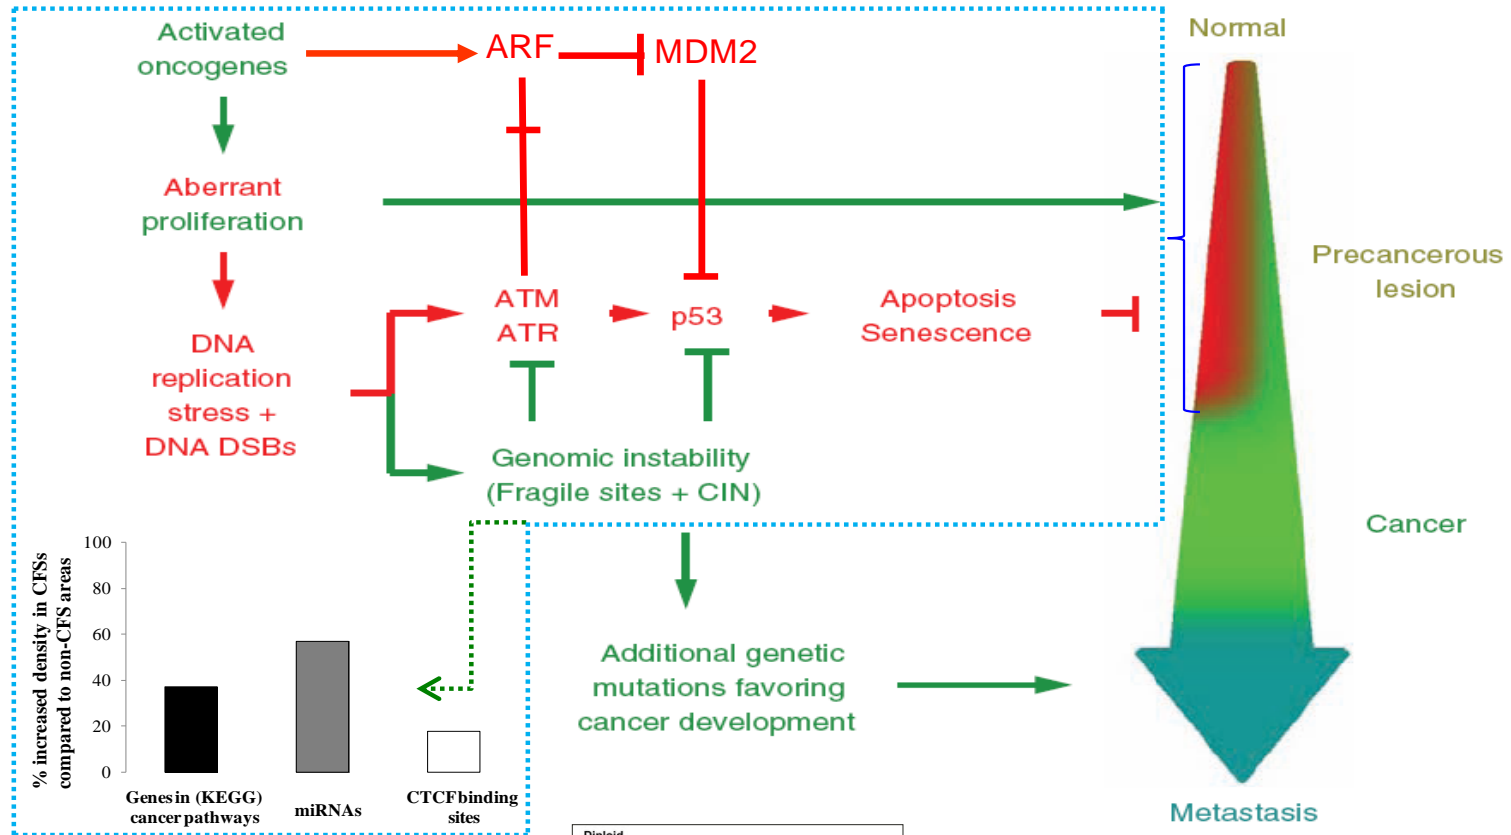 Activated
oncogenes
ARF
MDM2
Normal
Aberrant
proliferation
Precancerous
lesion
ATM
ATR
p53
Apoptosis
Senescence
DNA
replication
stress +
DNA DSBs
Genomic instability
(Fragile sites + CIN)
Cancer
Additional genetic
mutations favoring
cancer development
Metastasis
% increased density in CFSs
compared to non-CFS areas
100
80
60
40
20
0
Genes in (KEGG)
cancer pathways
miRNAs
CTCF binding
sites
Diploid